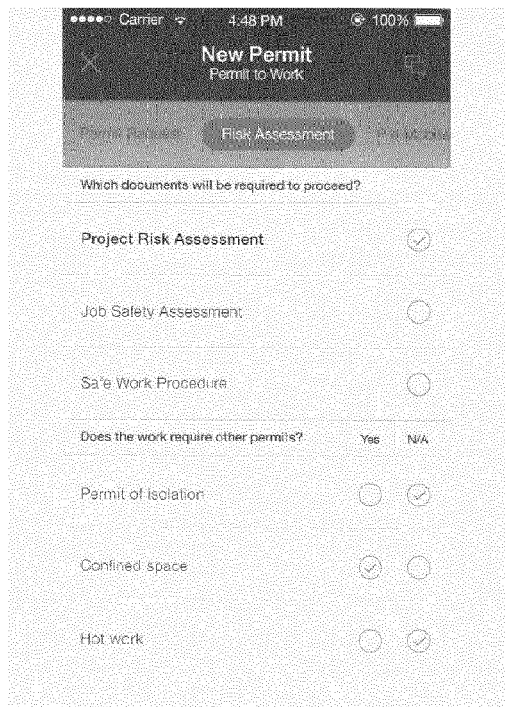 Carrier 4:48 PM 100%
New Permit
Permit to Work
Permit Request Risk Assessment
Which documents will be required to proceed?
Project Risk Assessment
Job Safety Assessment
Safe Work Procedure
Does the work require other permits? Yes N/A
Permit of isolation
Confined space
Hot work